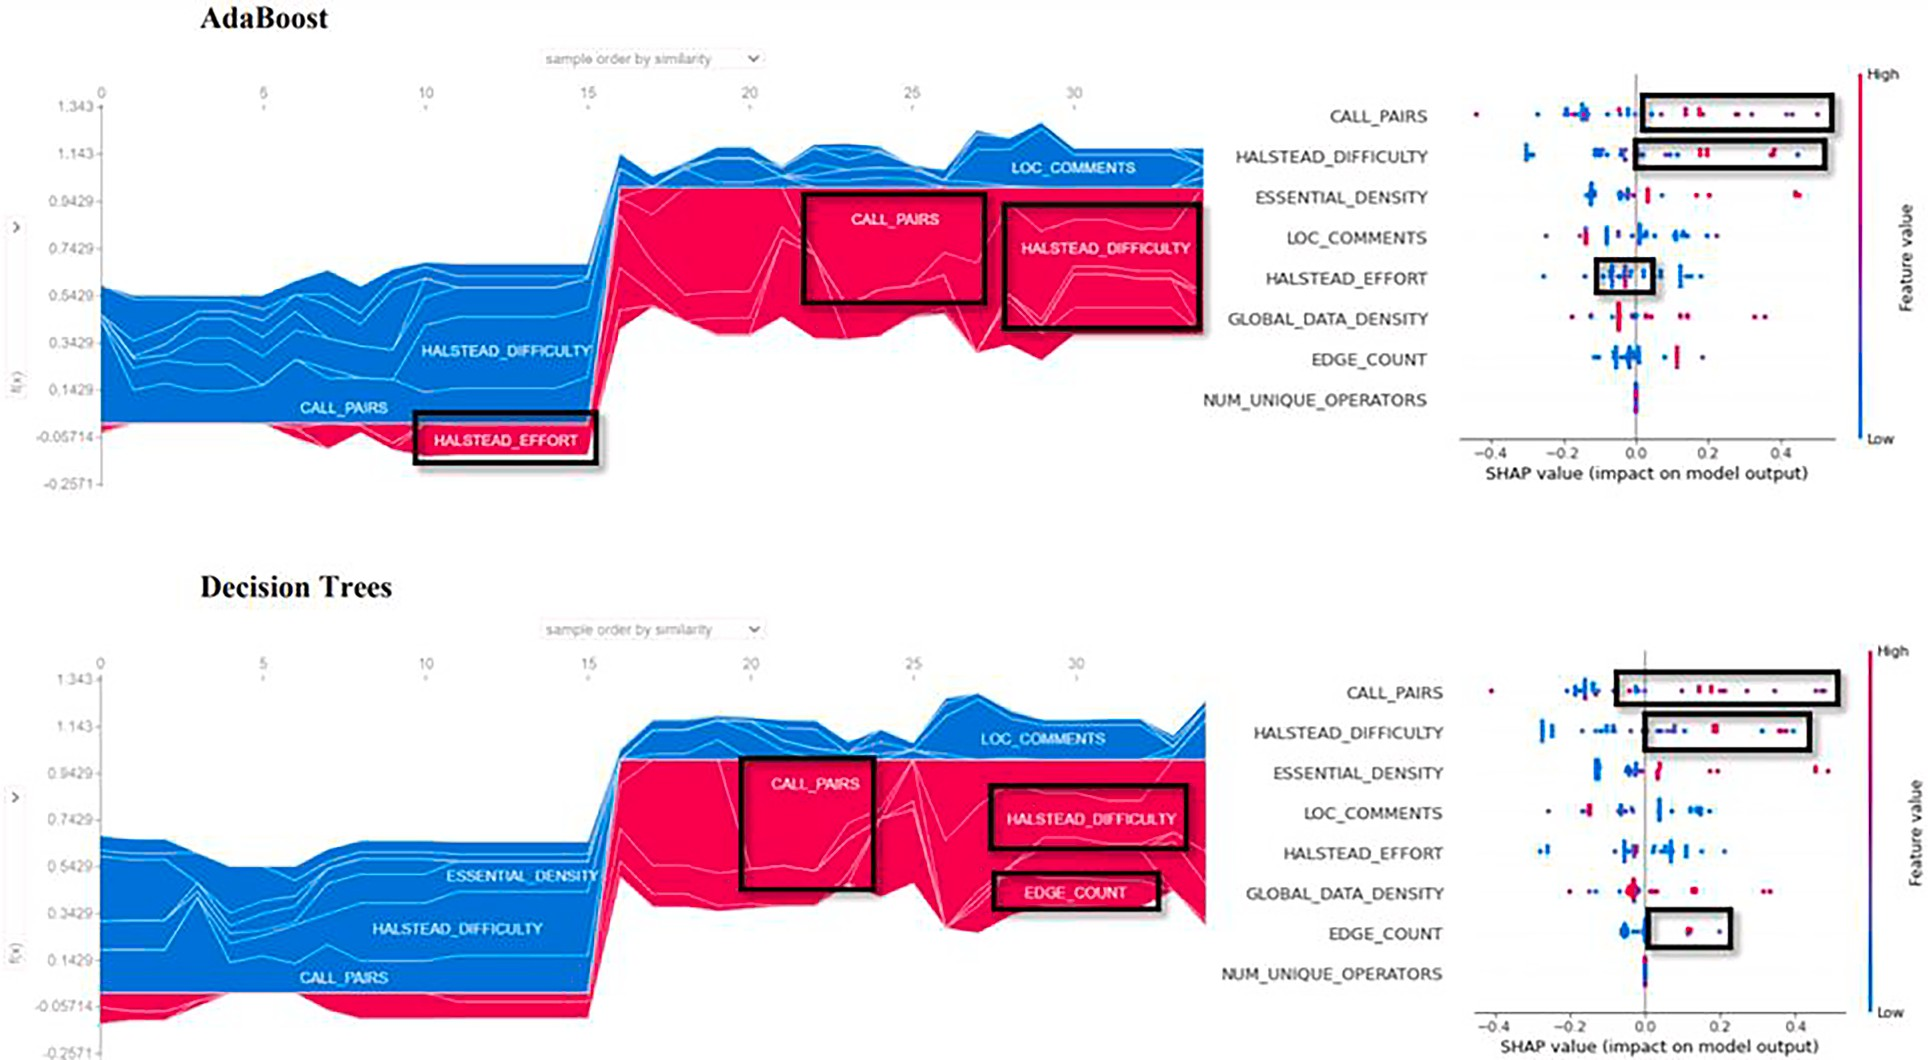 AdaBoost
sample order by similarity
0 5 10 15 20 25 30
1.343
1.143
0.9429
0.7429
0.5429
0.3429
0.1429
-0.05714
-0.2571
f(x)
LOC_COMMENTS
CALL_PAIRS
HALSTEAD_DIFFICULTY
HALSTEAD_DIFFICULTY
CALL_PAIRS
HALSTEAD_EFFORT
CALL_PAIRS
HALSTEAD_DIFFICULTY
ESSENTIAL_DENSITY
LOC_COMMENTS
HALSTEAD_EFFORT
GLOBAL_DATA_DENSITY
EDGE_COUNT
NUM_UNIQUE_OPERATORS
−0.4 −0.2 0.0 0.2 0.4
SHAP value (impact on model output)
High
Feature value
Low
Decision Trees
sample order by similarity
0 5 10 15 20 25 30
1.343
1.143
0.9429
0.7429
0.5429
0.3429
0.1429
-0.05714
-0.2571
f(x)
LOC_COMMENTS
CALL_PAIRS
HALSTEAD_DIFFICULTY
ESSENTIAL_DENSITY
EDGE_COUNT
HALSTEAD_DIFFICULTY
CALL_PAIRS
CALL_PAIRS
HALSTEAD_DIFFICULTY
ESSENTIAL_DENSITY
LOC_COMMENTS
HALSTEAD_EFFORT
GLOBAL_DATA_DENSITY
EDGE_COUNT
NUM_UNIQUE_OPERATORS
−0.4 −0.2 0.0 0.2 0.4
SHAP value (impact on model output)
High
Feature value
Low